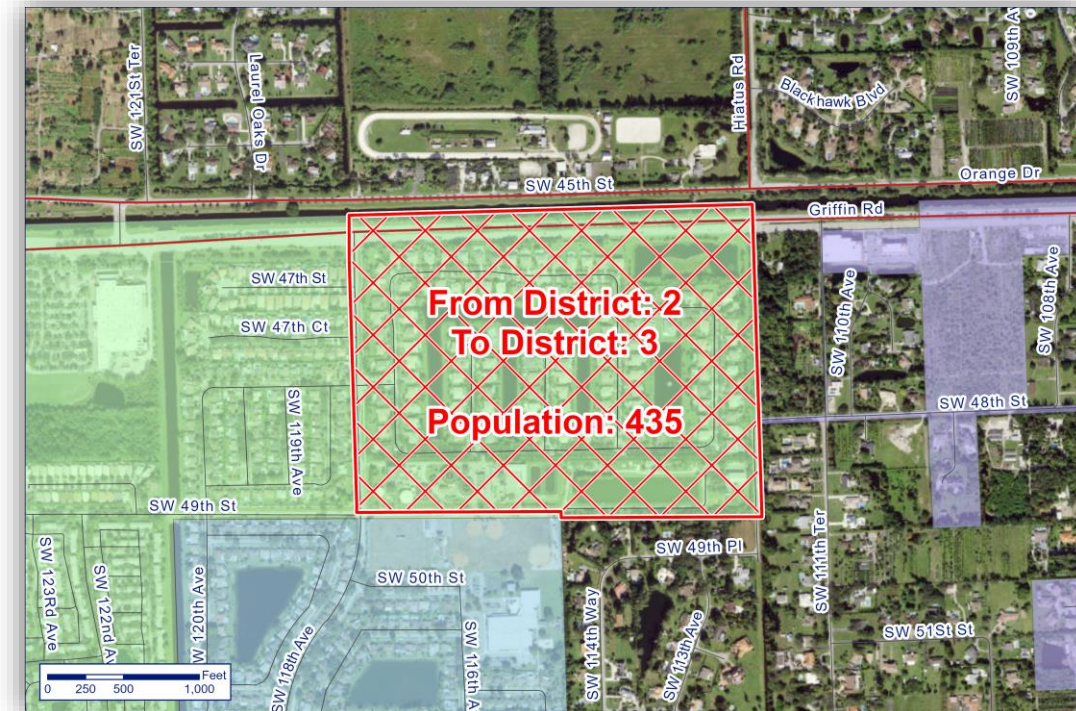 SW 121St Ter
Laurel Oaks Dr
Hiatus Rd
Blackhawk Blvd
SW 109th Av
SW 45th St
Orange Dr
Griffin Rd
SW 47th St
SW 47th Ct
SW 119th Ave
From District: 2
To District: 3
Population: 435
SW 110th Ave
SW 108th Ave
SW 48th St
SW 49th St
SW 49th Pl
SW 111th Ter
SW 123Rd Ave
SW 122nd Av
W 120th Ave
SW 50th St
SW 118th Ave
SW 116th A
SW 114th Way
SW 113th Ave
SW 51St St
Feet
0 250 500 1,000